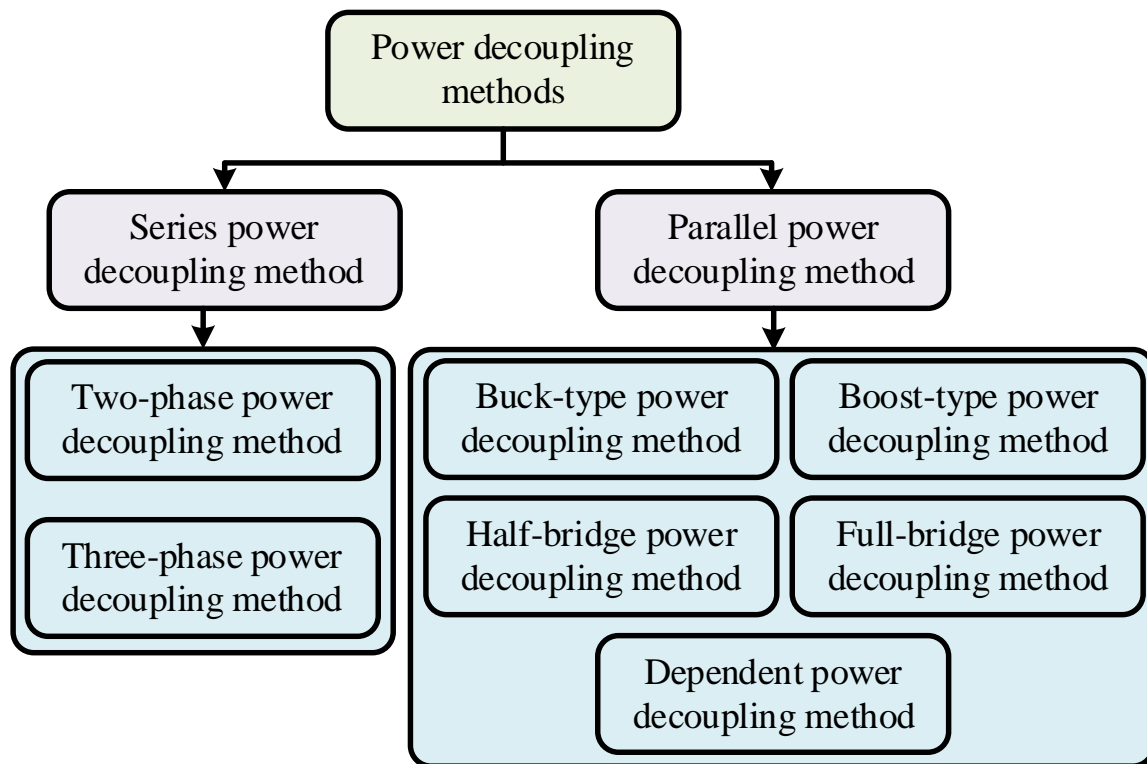 Power decoupling
methods
Series power
decoupling method
Parallel power
decoupling method
Two-phase power
decoupling method
Three-phase power
decoupling method
Buck-type power
decoupling method
Boost-type power
decoupling method
Half-bridge power
decoupling method
Full-bridge power
decoupling method
Dependent power
decoupling method